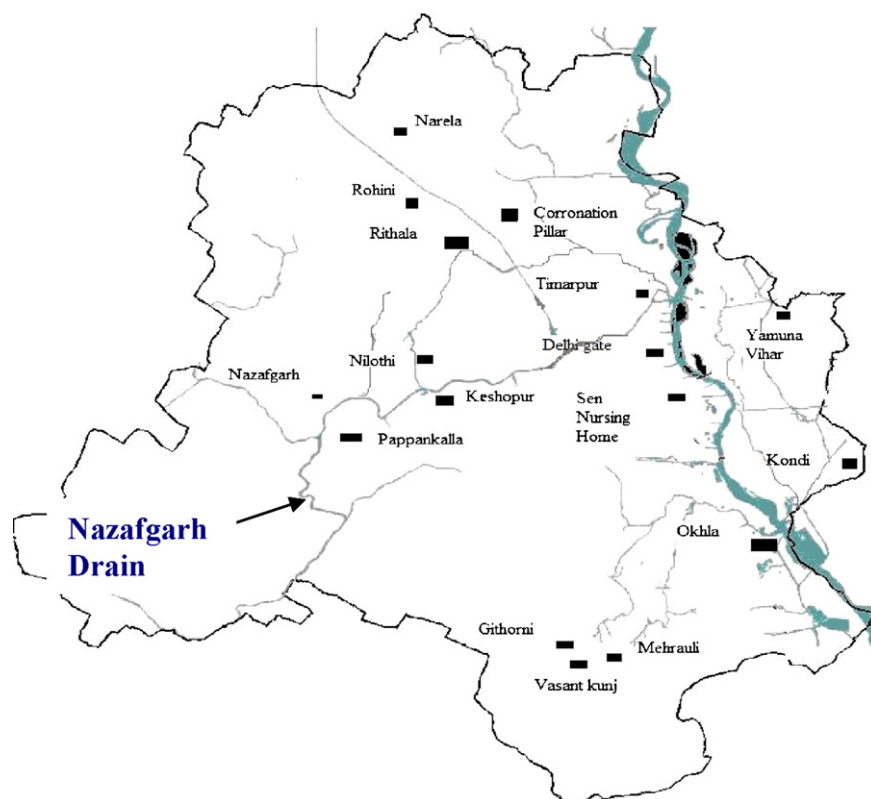 Narela
Rohini
Corronation
Pillar
Rithala
Timarpur
Delhi gate
Yamuna
Vihar
Nilothi
Nazafgarh
Keshopur
Sen
Nursing
Home
Pappankalla
Kondi
Nazafgarh
Drain
Okhla
Githorni
Mehrauli
Vasant kunj